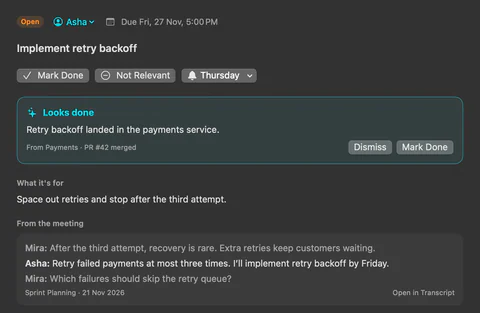 Open Asha Due Fri, 27 Nov, 5:00 PM
Implement retry backoff
Mark Done Not Relevant Thursday
Looks done
Retry backoff landed in the payments service.
From Payments · PR #42 merged Dismiss Mark Done
What it's for
Space out retries and stop after the third attempt.
From the meeting
Mira: After the third attempt, recovery is rare. Extra retries keep customers waiting.
Asha: Retry failed payments at most three times. I'll implement retry backoff by Friday.
Mira: Which failures should skip the retry queue?
Sprint Planning · 21 Nov 2026 Open in Transcript